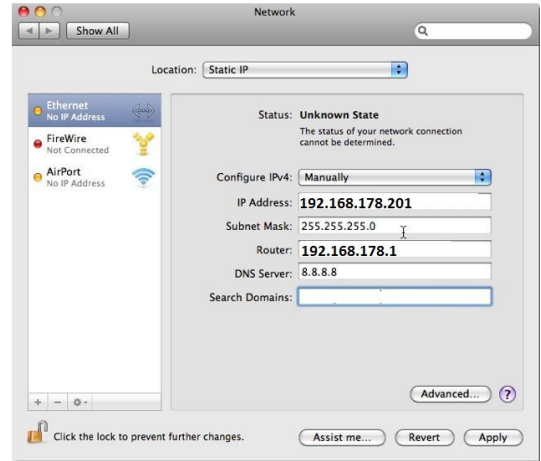 Network
Show All
Location: Static IP
Ethernet
No IP Address
FireWire
Not Connected
AirPort
No IP Address
Status: Unknown State
The status of your network connection
cannot be determined.
Configure IPv4: Manually
IP Address: 192.168.178.201
Subnet Mask: 255.255.255.0
Router: 192.168.178.1
DNS Server: 8.8.8.8
Search Domains:
Advanced... ?
Click the lock to prevent further changes.
Assist me... Revert Apply